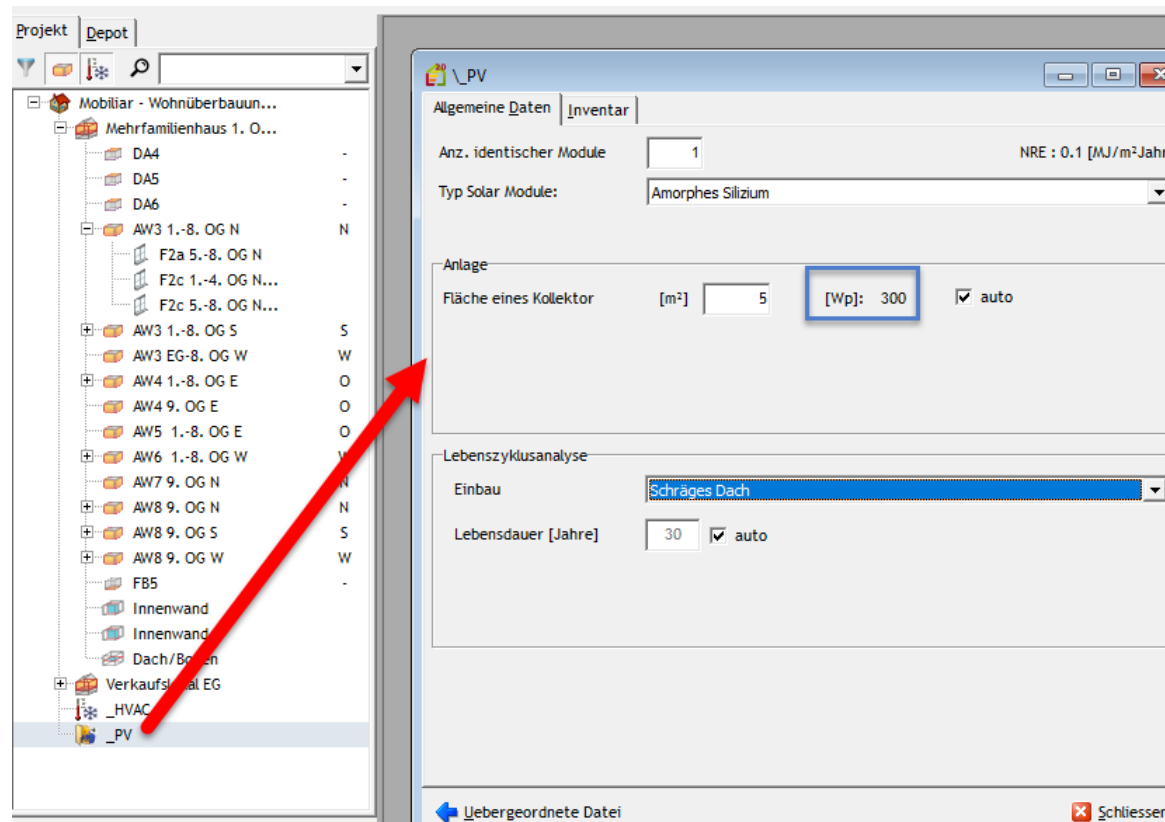 Projekt Depot
Mobiliar - Wohnüberbauun...
Mehrfamilienhaus 1. O...
DA4 -
DA5 -
DA6 -
AW3 1.-8. OG N N
F2a 5.-8. OG N
F2c 1.-4. OG N...
F2c 5.-8. OG N...
AW3 1.-8. OG S S
AW3 EG-8. OG W W
AW4 1.-8. OG E O
AW4 9. OG E O
AW5 1.-8. OG E O
AW6 1.-8. OG W W
AW7 9. OG N N
AW8 9. OG N N
AW8 9. OG S S
AW8 9. OG W W
FB5 -
Innenwand
Innenwand
Dach/Boden
Verkaufslokal EG
_HVAC
_PV
\_PV
Allgemeine Daten Inventar
Anz. identischer Module 1 NRE : 0.1 [MJ/m²Jahr
Typ Solar Module: Amorphes Silizium
Anlage
Fläche eines Kollektor [m²] 5 [Wp]: 300 auto
Lebenszyklusanalyse
Einbau Schräges Dach
Lebensdauer [Jahre] 30 auto
Uebergeordnete Datei Schliessen